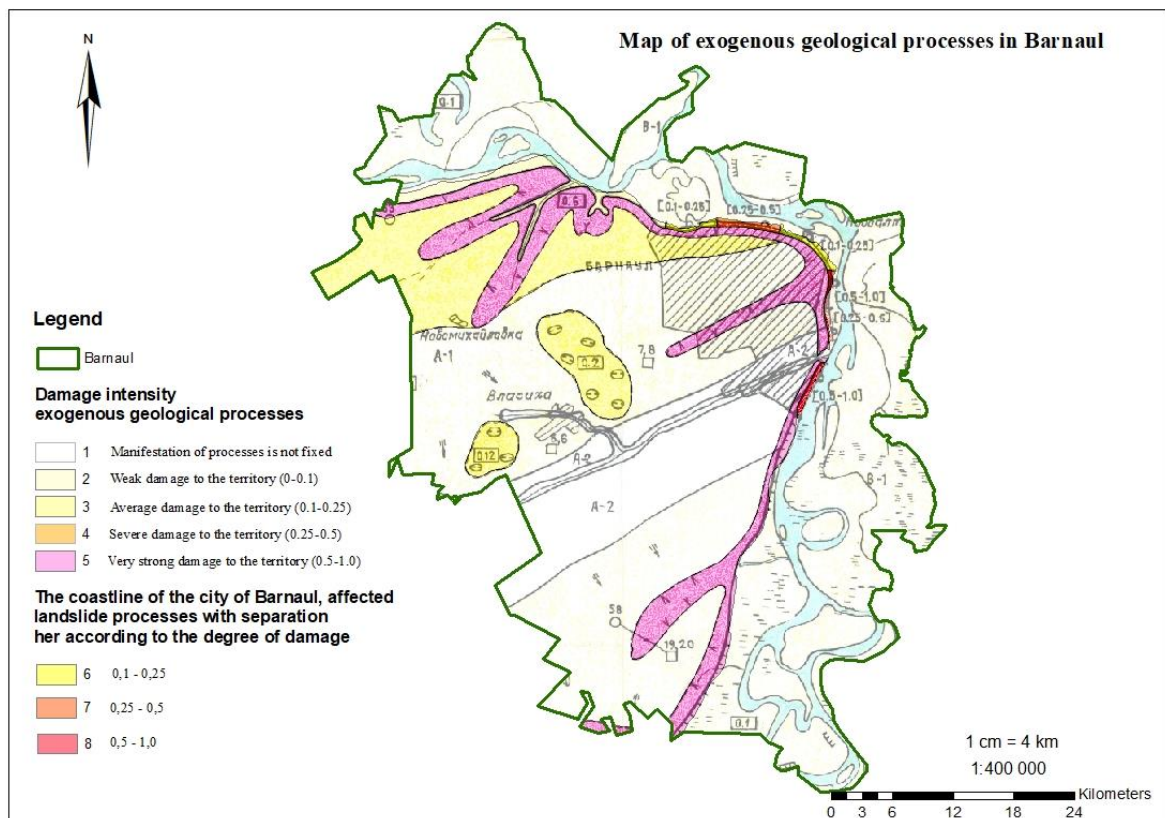 Map of exogenous geological processes in Barnaul
N
0.1
В-1
0.5
[0.1-0.25]
[0.25-0.5]
[0.1-0.25]
БАРНАУЛ
[0.5-1.0]
[0.25-0.5]
Новомихайловка
А-1
0.2
7,8
А-2
[0.5-1.0]
Власиха
5,6
0.12
А-2
В-1
А-2
58
19,20
0.1
Legend
Barnaul
Damage intensity
exogenous geological processes
1 Manifestation of processes is not fixed
2 Weak damage to the territory (0-0.1)
3 Average damage to the territory (0.1-0.25)
4 Severe damage to the territory (0.25-0.5)
5 Very strong damage to the territory (0.5-1.0)
The coastline of the city of Barnaul, affected
landslide processes with separation
her according to the degree of damage
6 0,1 - 0,25
7 0,25 - 0,5
8 0,5 - 1,0
1 cm = 4 km
1:400 000
Kilometers
0 3 6 12 18 24